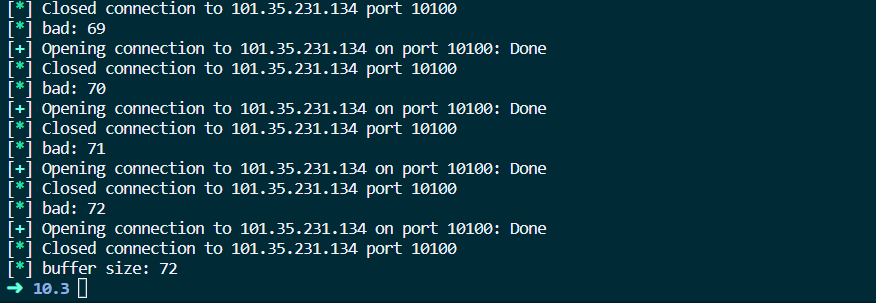 [*] Closed connection to 101.35.231.134 port 10100
[*] bad: 69
[+] Opening connection to 101.35.231.134 on port 10100: Done
[*] Closed connection to 101.35.231.134 port 10100
[*] bad: 70
[+] Opening connection to 101.35.231.134 on port 10100: Done
[*] Closed connection to 101.35.231.134 port 10100
[*] bad: 71
[+] Opening connection to 101.35.231.134 on port 10100: Done
[*] Closed connection to 101.35.231.134 port 10100
[*] bad: 72
[+] Opening connection to 101.35.231.134 on port 10100: Done
[*] Closed connection to 101.35.231.134 port 10100
[*] buffer size: 72
➜ 10.3